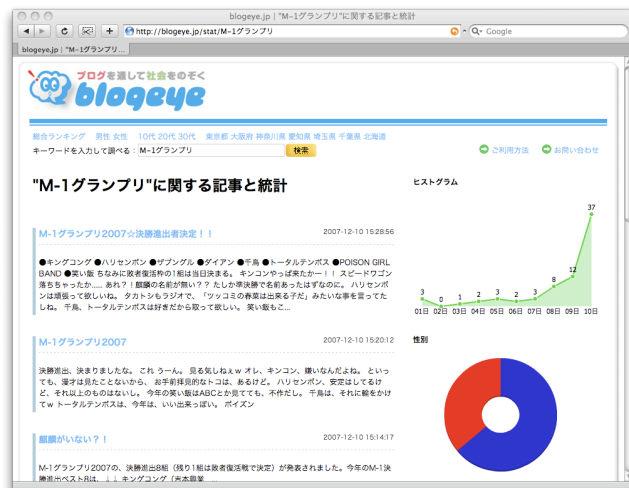 blogeye.jp | "M-1グランプリ"に関する記事と統計
http://blogeye.jp/stat/M-1グランプリ
Google
blogeye.jp | "M-1グランプリ...
ブログを通して社会をのぞく
blogeye
総合ランキング 男性 女性 10代 20代 30代 東京都 大阪府 神奈川県 愛知県 埼玉県 千葉県 北海道
キーワードを入力して調べる : M-1グランプリ 検索
ご利用方法 お問い合わせ
"M-1グランプリ"に関する記事と統計
M-1グランプリ2007☆決勝進出者決定！！ 2007-12-10 15:28:56
●キングコング ●ハリセンボン ●ザブングル ●ダイアン ●千鳥 ●トータルテンボス ●POISON GIRL
BAND ●笑い飯 ちなみに敗者復活枠の1組は当日決まる。 キンコンやっぱ来たかー！！ スピードワゴン
落ちちゃったか..... あれ？！麒麟の名前が無い？？ たしか準決勝で名前あったはずなのに。 ハリセンボ
ンは頑張って欲しいね。 タカトシもラジオで、「ツッコミの春菜は出来る子だ」みたいな事を言ってた
しね。 千鳥、トータルテンボスは好きだから取って欲しい。 笑い飯もこ...
M-1グランプリ2007 2007-12-10 15:20:12
決勝進出、決まりましたな。 これ うーん。 見る気しねぇw オレ、キンコン、嫌いなんだよね。 といっ
ても、漫才は見たことないから、 お手前拝見的なトコは、あるけど。 ハリセンボン、安定はしてるけ
ど、それ以上のものはないし。 今年の笑い飯はABCとか見てても、不作だし。 千鳥は、それに輪をかけ
てw トータルテンボスは、今年は、いい出来っぽい。 ポイズン
麒麟がいない？！ 2007-12-10 15:14:17
M-1グランプリ2007の、決勝進出8組（残り1組は敗者復活戦で決定）が発表されました。今年のM-1決
勝進出ベスト8は、↓↓ キングコング（吉本興業
ヒストグラム
3 0 1 2 3 2 3 8 12 37
01日 02日 03日 04日 05日 06日 07日 08日 09日 10日
性別